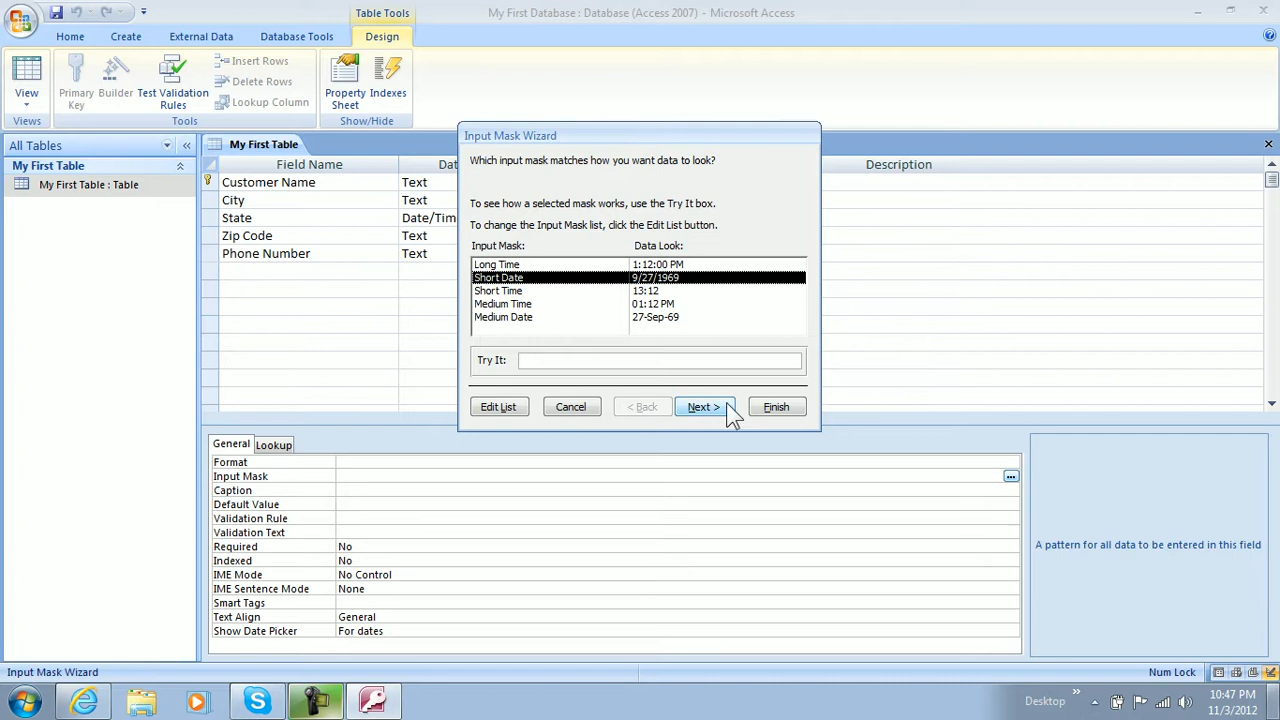 Table Tools
My First Database : Database (Access 2007) - Microsoft Access
Home
Create
External Data
Database Tools
Design
View
Views
Primary Key
Builder
Test Validation Rules
Insert Rows
Delete Rows
Lookup Column
Tools
Property Sheet
Indexes
Show/Hide
All Tables
My First Table
My First Table : Table
My First Table
Field Name
Dat
Description
Customer Name
Text
City
Text
State
Date/Tim
Zip Code
Text
Phone Number
Text
Input Mask Wizard
Which input mask matches how you want data to look?
To see how a selected mask works, use the Try It box.
To change the Input Mask list, click the Edit List button.
Input Mask:
Data Look:
Long Time
1:12:00 PM
Short Date
9/27/1969
Short Time
13:12
Medium Time
01:12 PM
Medium Date
27-Sep-69
Try It:
Edit List
Cancel
< Back
Next >
Finish
General
Lookup
Format
Input Mask
...
Caption
Default Value
Validation Rule
Validation Text
Required
No
Indexed
No
IME Mode
No Control
IME Sentence Mode
None
Smart Tags
Text Align
General
Show Date Picker
For dates
A pattern for all data to be entered in this field
Input Mask Wizard
Num Lock
Desktop
10:47 PM
11/3/2012